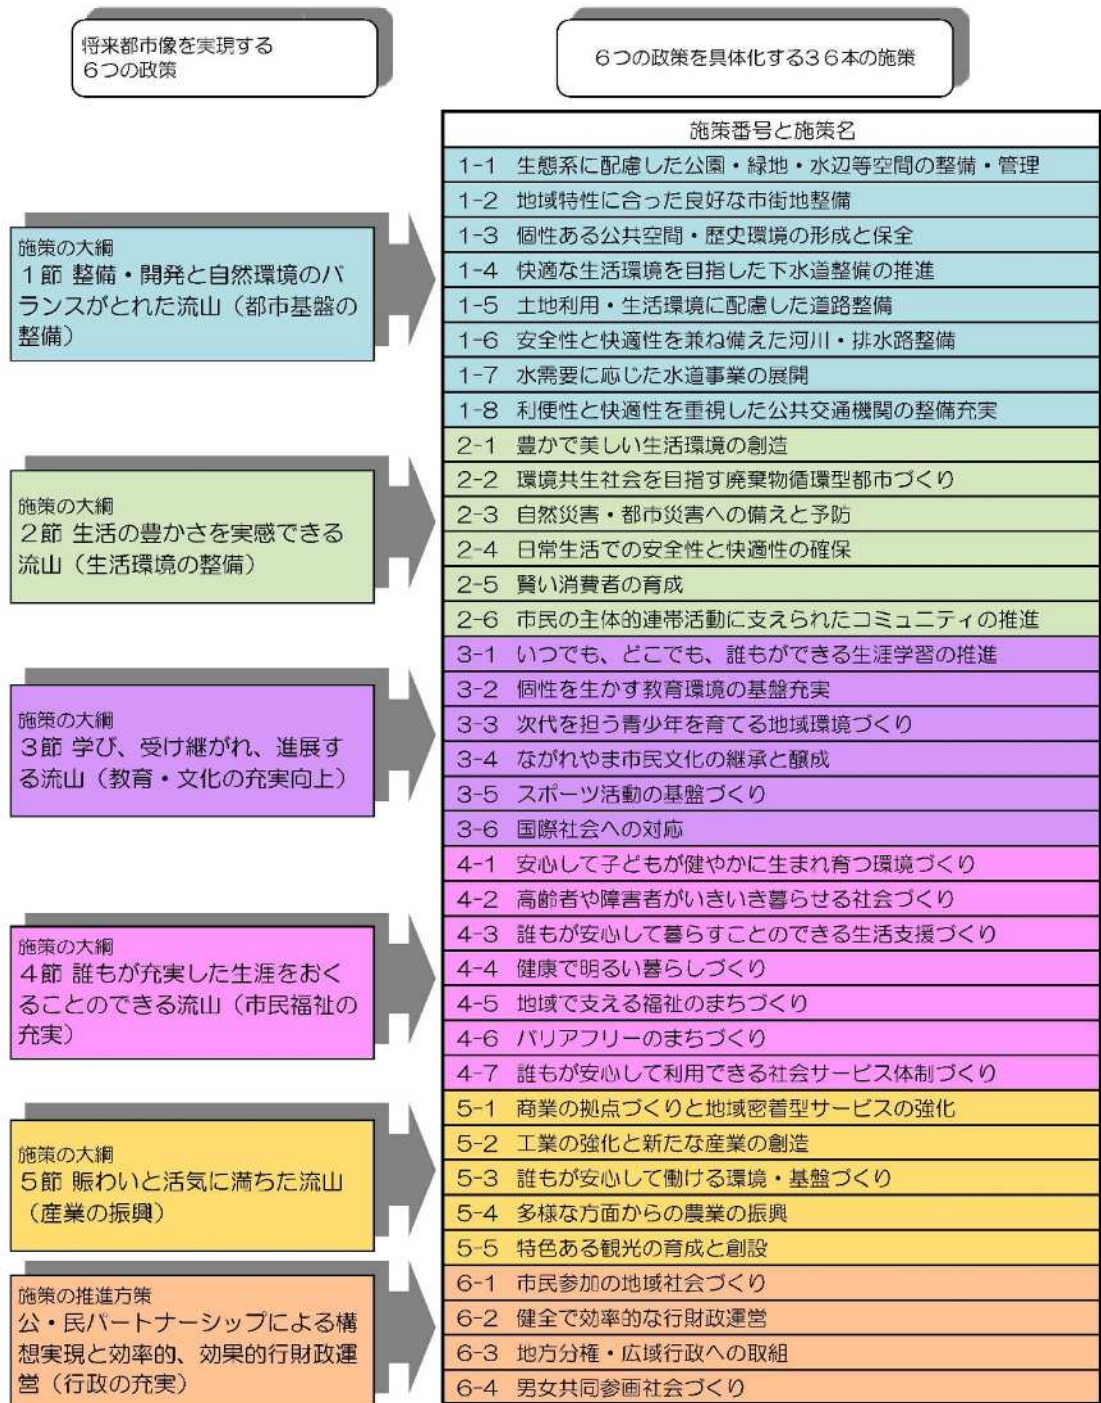 将来都市像を実現する
6つの政策
6つの政策を具体化する36本の施策
施策番号と施策名
施策の大綱
1節 整備・開発と自然環境のバ
ランスがとれた流山（都市基盤の
整備）
1-1 生態系に配慮した公園・緑地・水辺等空間の整備・管理
1-2 地域特性に合った良好な市街地整備
1-3 個性ある公共空間・歴史環境の形成と保全
1-4 快適な生活環境を目指した下水道整備の推進
1-5 土地利用・生活環境に配慮した道路整備
1-6 安全性と快適性を兼ね備えた河川・排水路整備
1-7 水需要に応じた水道事業の展開
1-8 利便性と快適性を重視した公共交通機関の整備充実
施策の大綱
2節 生活の豊かさを実感できる
流山（生活環境の整備）
2-1 豊かで美しい生活環境の創造
2-2 環境共生社会を目指す廃棄物循環型都市づくり
2-3 自然災害・都市災害への備えと予防
2-4 日常生活での安全性と快適性の確保
2-5 賢い消費者の育成
2-6 市民の主体的連帯活動に支えられたコミュニティの推進
施策の大綱
3節 学び、受け継がれ、進展す
る流山（教育・文化の充実向上）
3-1 いつでも、どこでも、誰もができる生涯学習の推進
3-2 個性を生かす教育環境の基盤充実
3-3 次代を担う青少年を育てる地域環境づくり
3-4 ながれやま市民文化の継承と醸成
3-5 スポーツ活動の基盤づくり
3-6 国際社会への対応
施策の大綱
4節 誰もが充実した生涯をおく
ることのできる流山（市民福祉の
充実）
4-1 安心して子どもが健やかに生まれ育つ環境づくり
4-2 高齢者や障害者がいきいき暮らせる社会づくり
4-3 誰もが安心して暮らすことのできる生活支援づくり
4-4 健康で明るい暮らしづくり
4-5 地域で支える福祉のまちづくり
4-6 バリアフリーのまちづくり
4-7 誰もが安心して利用できる社会サービス体制づくり
施策の大綱
5節 賑わいと活気に満ちた流山
（産業の振興）
5-1 商業の拠点づくりと地域密着型サービスの強化
5-2 工業の強化と新たな産業の創造
5-3 誰もが安心して働ける環境・基盤づくり
5-4 多様な方面からの農業の振興
5-5 特色ある観光の育成と創設
施策の推進方策
公・民パートナーシップによる構
想実現と効率的、効果的行財政運
営（行政の充実）
6-1 市民参加の地域社会づくり
6-2 健全で効率的な行財政運営
6-3 地方分権・広域行政への取組
6-4 男女共同参画社会づくり